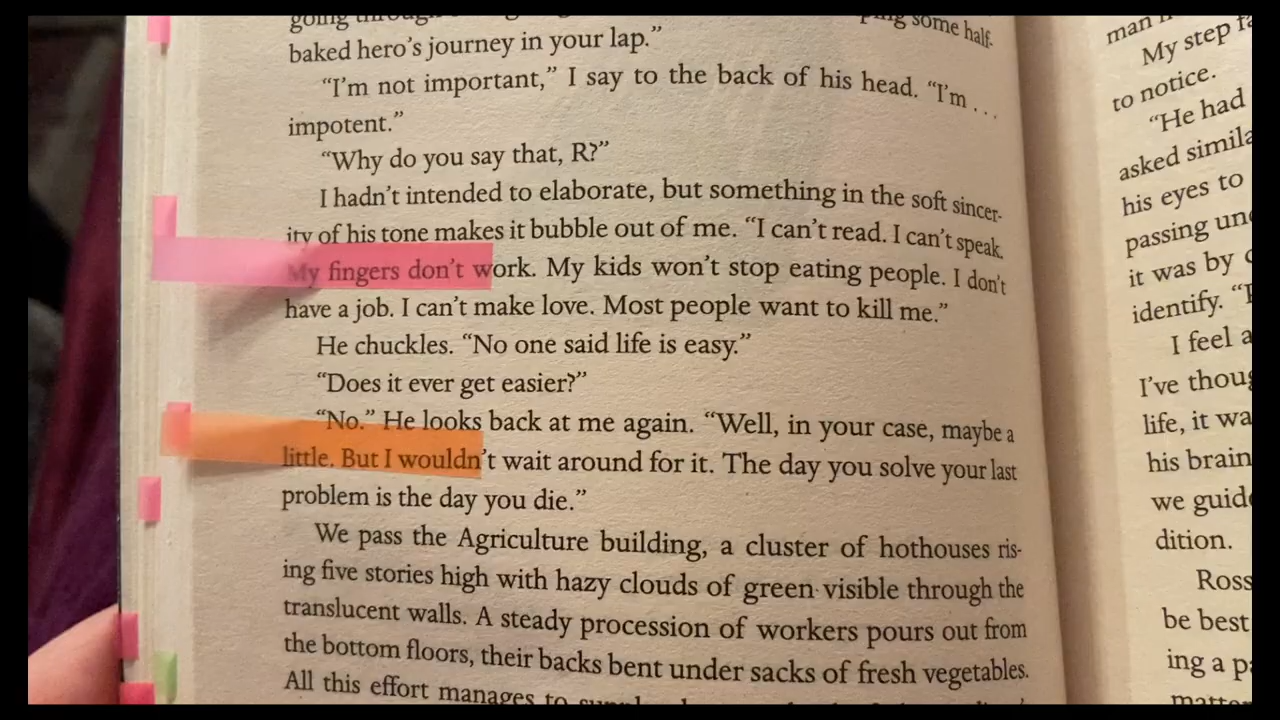 going through
some half-
baked hero's journey in your lap."
"I'm not important," I say to the back of his head. "I'm . . .
impotent."
"Why do you say that, R?"
I hadn't intended to elaborate, but something in the soft sincer-
ity of his tone makes it bubble out of me. "I can't read. I can't speak.
My fingers don't work. My kids won't stop eating people. I don't
have a job. I can't make love. Most people want to kill me."
He chuckles. "No one said life is easy."
"Does it ever get easier?"
"No." He looks back at me again. "Well, in your case, maybe a
little. But I wouldn't wait around for it. The day you solve your last
problem is the day you die."
We pass the Agriculture building, a cluster of hothouses ris-
ing five stories high with hazy clouds of green visible through the
translucent walls. A steady procession of workers pours out from
the bottom floors, their backs bent under sacks of fresh vegetables.
All this effort manages to
man
My step
to notice.
"He had
asked
his eyes to
passing
it was by
identify.
I feel a
I've
life, it
his brain
we
dition.
Ross
be best
ing a